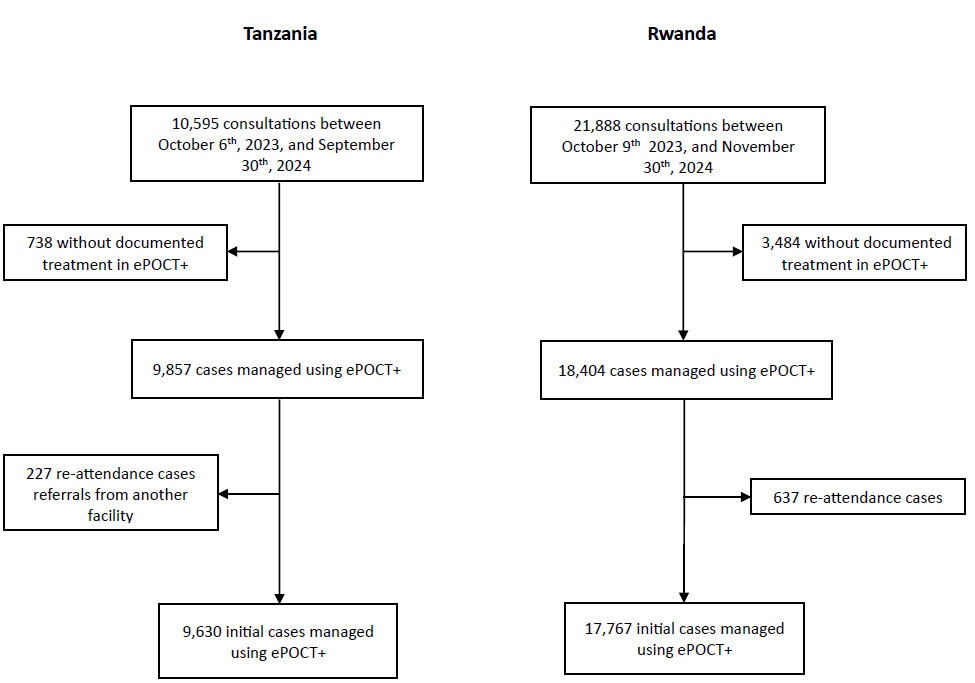 Tanzania
10,595 consultations between
October 6th, 2023, and September
30th, 2024
738 without documented
treatment in ePOCT+
9,857 cases managed using ePOCT+
227 re-attendance cases
referrals from another
facility
9,630 initial cases managed
using ePOCT+
Rwanda
21,888 consultations between
October 9th 2023, and November
30th, 2024
3,484 without documented
treatment in ePOCT+
18,404 cases managed using ePOCT+
637 re-attendance cases
17,767 initial cases managed
using ePOCT+